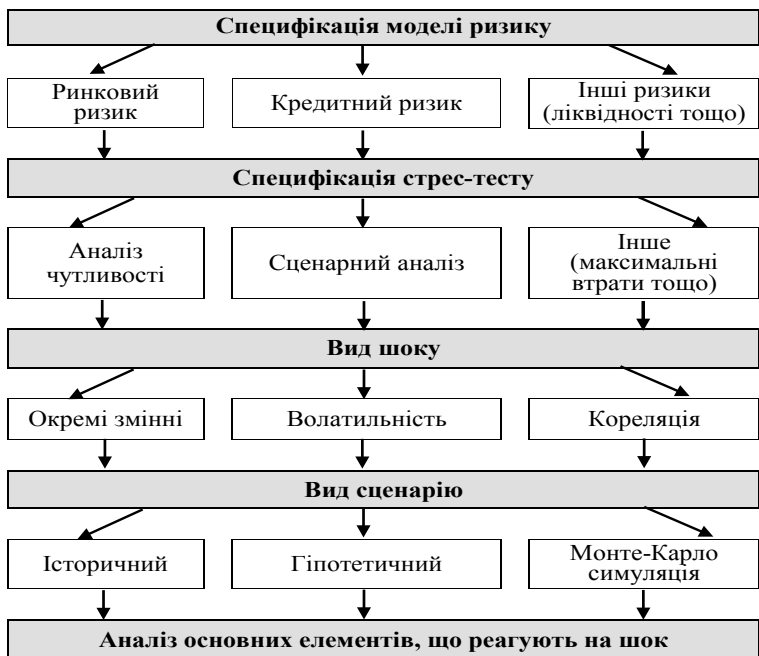 Специфікація моделі ризику
Ринковий
ризик
Кредитний ризик
Інші ризики
(ліквідності тощо)
Специфікація стрес-тесту
Аналіз
чутливості
Сценарний аналіз
Інше
(максимальні
втрати тощо)
Вид шоку
Окремі змінні
Волатильність
Кореляція
Вид сценарію
Історичний
Гіпотетичний
Монте-Карло
симуляція
Аналіз основних елементів, що реагують на шок